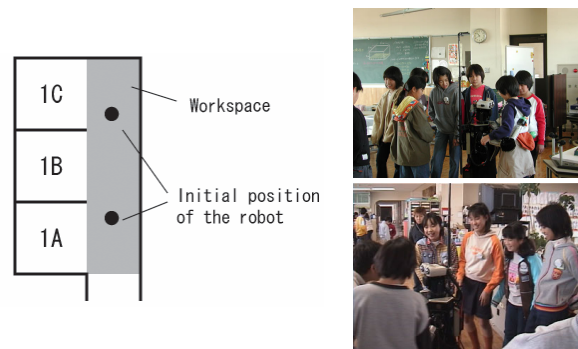 1C
Workspace
1B
Initial position
of the robot
1A